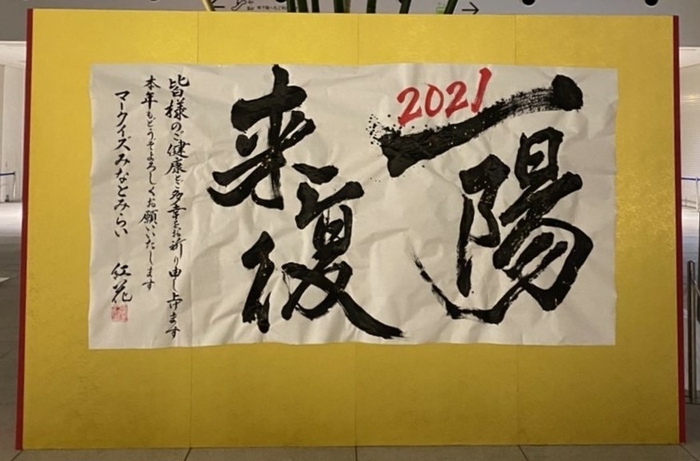 2021
一陽
来復
皆様のご健康と多幸をお祈り申し上げます
本年もどうぞよろしくお願いいたします
マークイズみなとみらい
紅花